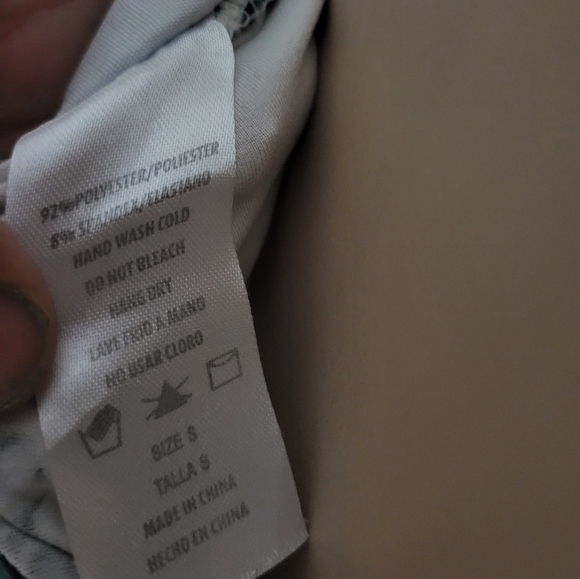 92%POLYESTER/POLIESTER
8%SPANDEX/ELASTANO
HAND WASH COLD
DO NOT BLEACH
HANG DRY
LAVE FRIO A MANO
NO USAR CLORO
SIZE S
TALLA S
MADE IN CHINA
HECHO EN CHINA